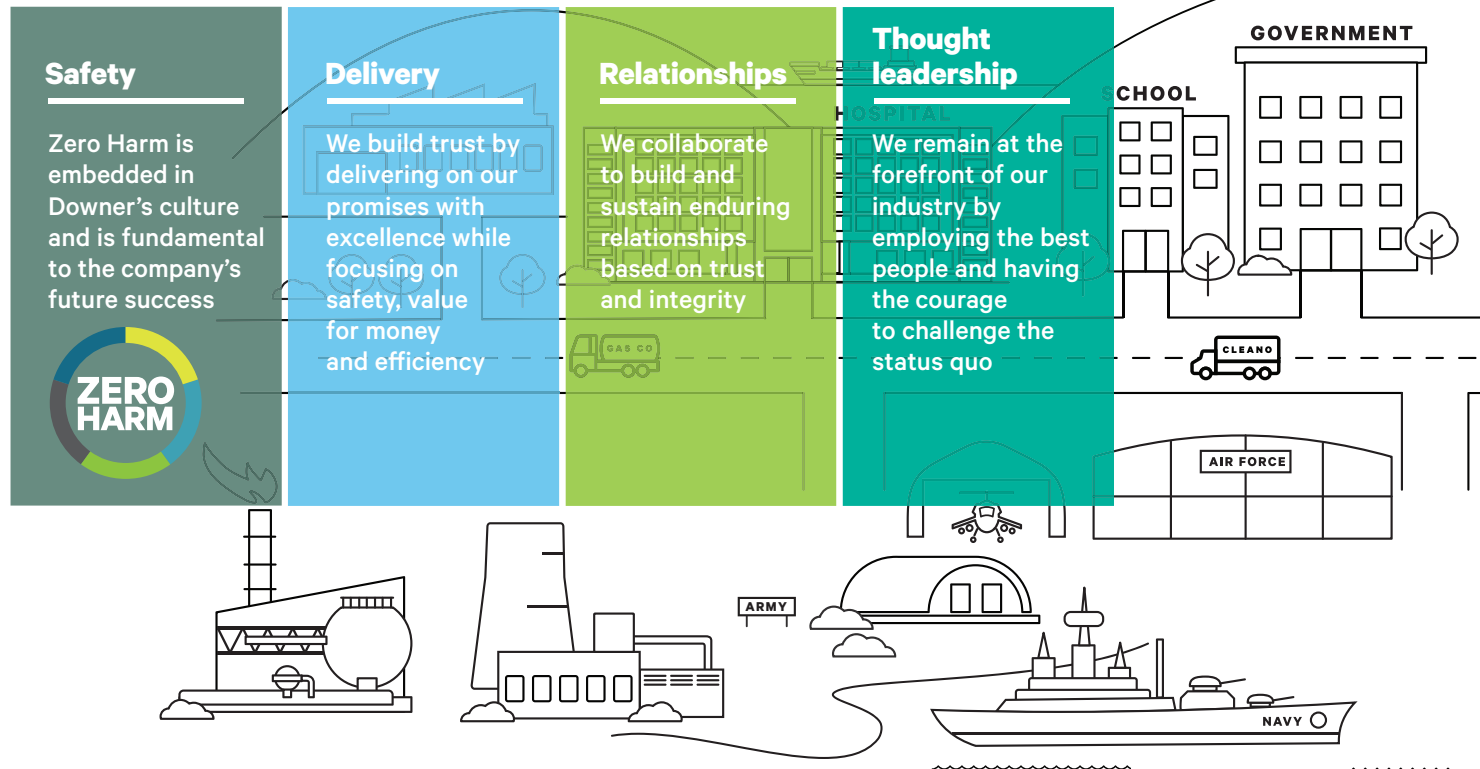 Safety
Zero Harm is
embedded in
Downer's culture
and is fundamental
to the company's
future success
ZERO
HARM
Delivery
We build trust by
delivering on our
promises with
excellence while
focusing on
safety, value
for money
and efficiency
Relationships
We collaborate
to build and
sustain enduring
relationships
based on trust
and integrity
Thought
leadership
We remain at the
forefront of our
industry by
employing the best
people and having
the courage
to challenge the
status quo
GOVERNMENT
SCHOOL
HOSPITAL
GAS CO
CLEANO
AIR FORCE
ARMY
NAVY